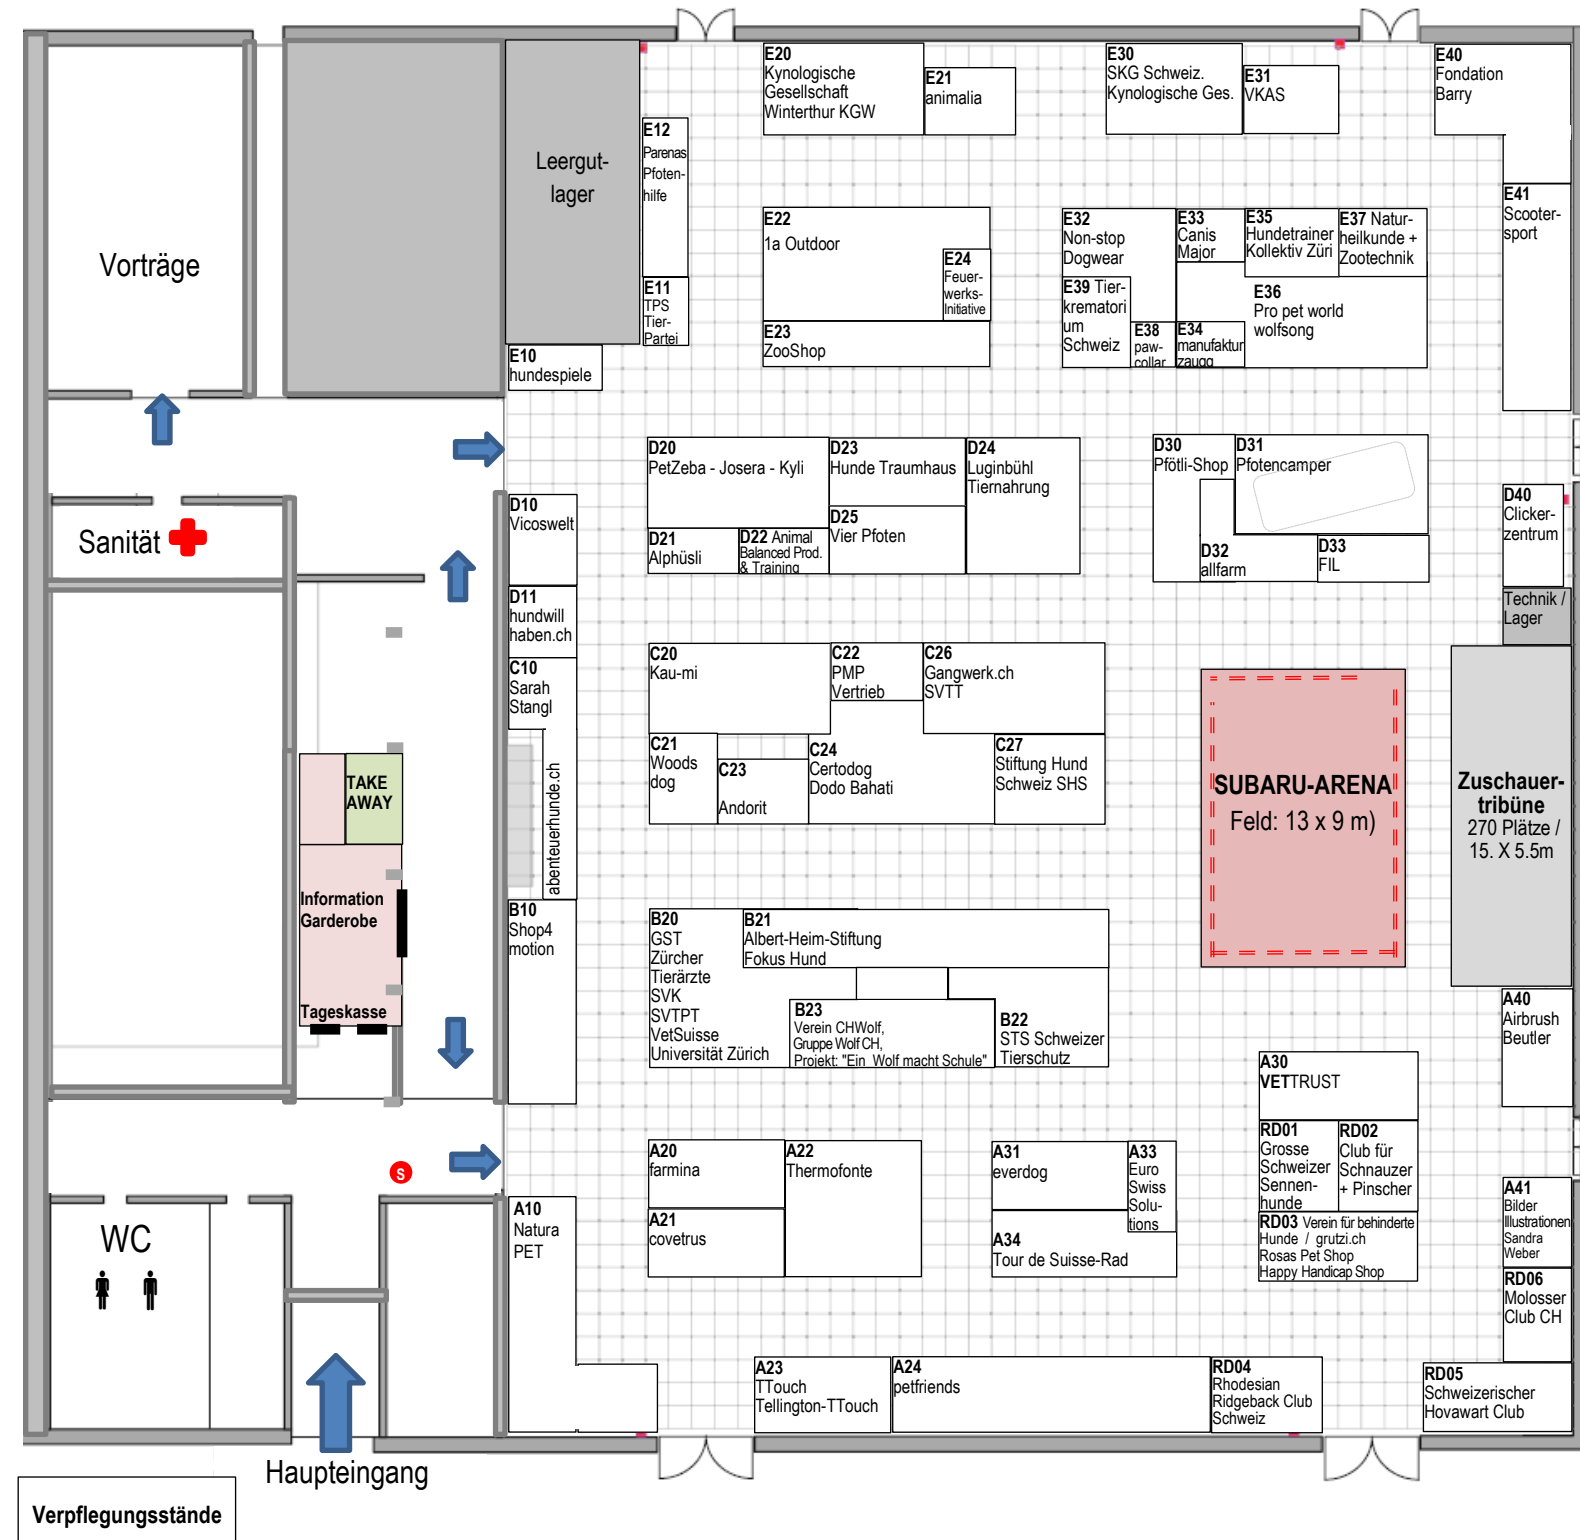 E20
Kynologische
Gesellschaft
Winterthur KGW
E21
animalia
E30
SKG Schweiz.
Kynologische Ges.
E31
VKAS
E40
Fondation
Barry
E12
Parenas
Pfoten-
hilfe
Leergut-
lager
E41
Scooter-
sport
Vorträge
E22
1a Outdoor
E24
Feuer-
werks-
Initiative
E23
ZooShop
E32
Non-stop
Dogwear
E33
Canis
Major
E35
Hundetrainer
Kollektiv Züri
E37 Natur-
heilkunde +
Zootechnik
E39 Tier-
krematori
um
Schweiz
E36
Pro pet world
wolfsong
E38
paw-
collar
E34
manufaktur
zaugg
E11
TPS
Tier-
Partei
E10
hundespiele
D20
PetZeba - Josera - Kyli
D23
Hunde Traumhaus
D24
Luginbühl
Tiernahrung
D21
Alphüsli
D22 Animal
Balanced Prod.
& Training
D25
Vier Pfoten
D30
Pfötli-Shop
D31
Pfotencamper
D32
allfarm
D33
FIL
D40
Clicker-
zentrum
Technik /
Lager
Sanität
D10
Vicoswelt
D11
hundwill
haben.ch
C10
Sarah
Stangl
abenteuerhunde.ch
C20
Kau-mi
C22
PMP
Vertrieb
C26
Gangwerk.ch
SVTT
C21
Woods
dog
C23
Andorit
C24
Certodog
Dodo Bahati
C27
Stiftung Hund
Schweiz SHS
SUBARU-ARENA
Feld: 13 x 9 m)
Zuschauer-
tribüne
270 Plätze /
15. X 5.5m
TAKE
AWAY
Information
Garderobe
Tageskasse
B10
Shop4
motion
B20
GST
Zürcher
Tierärzte
SVK
SVTPT
VetSuisse
Universität Zürich
B21
Albert-Heim-Stiftung
Fokus Hund
B23
Verein CHWolf,
Gruppe Wolf CH,
Projekt: "Ein Wolf macht Schule"
B22
STS Schweizer
Tierschutz
A40
Airbrush
Beutler
A30
VETTRUST
RD01
Grosse
Schweizer
Sennen-
hunde
RD02
Club für
Schnauzer
+ Pinscher
RD03 Verein für behinderte
Hunde / grutzi.ch
Rosas Pet Shop
Happy Handicap Shop
A20
farmina
A22
Thermofonte
A21
covetrus
A31
everdog
A33
Euro
Swiss
Solu-
tions
A34
Tour de Suisse-Rad
A41
Bilder
Illustrationen
Sandra
Weber
RD06
Molosser
Club CH
S
WC
A10
Natura
PET
A23
TTouch
Tellington-TTouch
A24
petfriends
RD04
Rhodesian
Ridgeback Club
Schweiz
RD05
Schweizerischer
Hovawart Club
Haupteingang
Verpflegungsstände